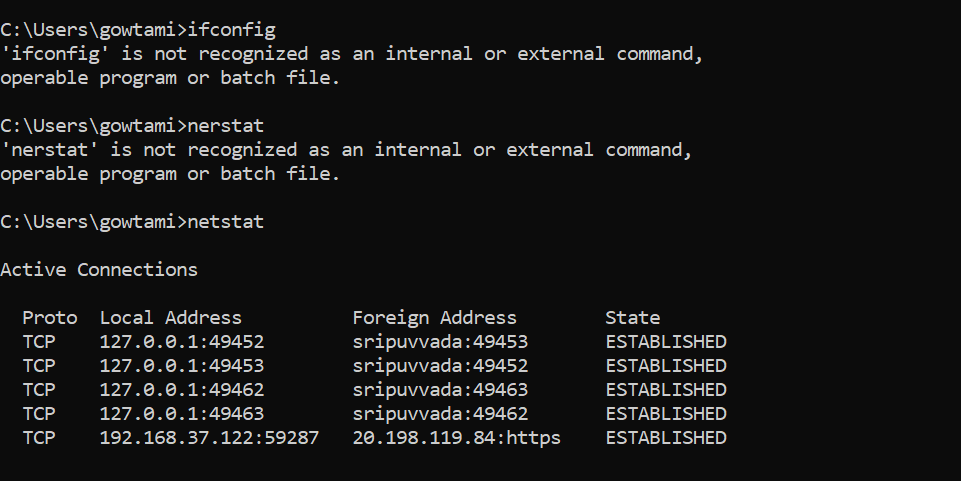 C:\Users\gowtami>ifconfig
'ifconfig' is not recognized as an internal or external command,
operable program or batch file.
C:\Users\gowtami>nerstat
'nerstat' is not recognized as an internal or external command,
operable program or batch file.
C:\Users\gowtami>netstat
Active Connections
Proto  Local Address          Foreign Address        State
TCP    127.0.0.1:49452        sripuvvada:49453       ESTABLISHED
TCP    127.0.0.1:49453        sripuvvada:49452       ESTABLISHED
TCP    127.0.0.1:49462        sripuvvada:49463       ESTABLISHED
TCP    127.0.0.1:49463        sripuvvada:49462       ESTABLISHED
TCP    192.168.37.122:59287   20.198.119.84:https    ESTABLISHED